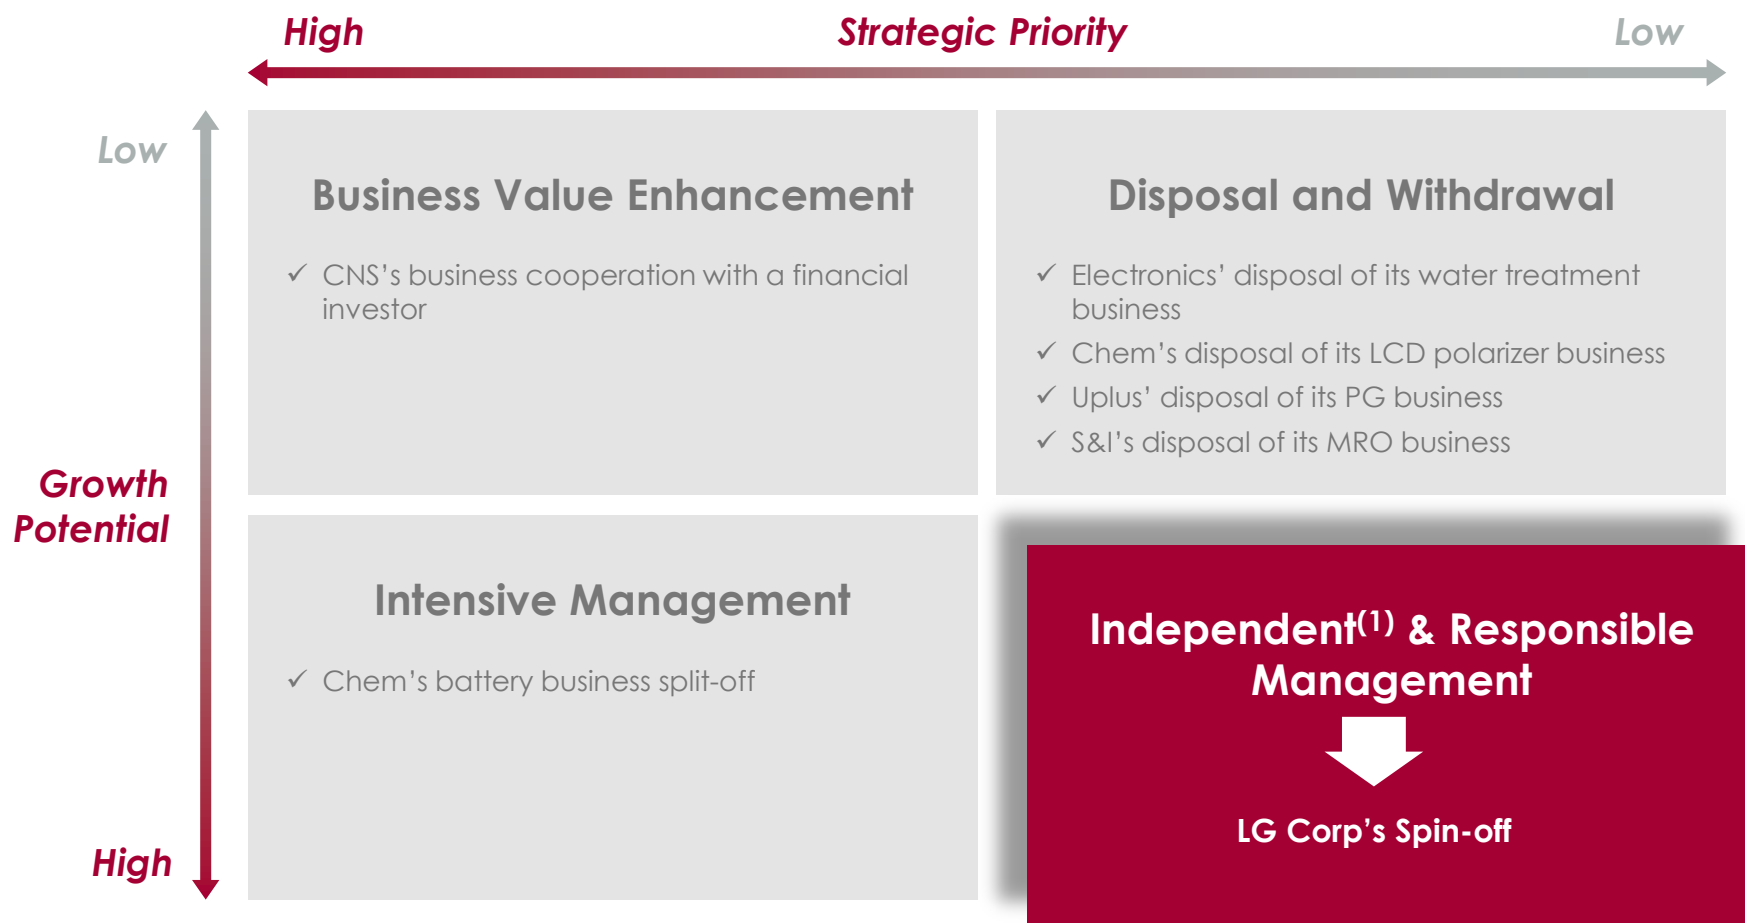 High
Strategic Priority
Low
Low
Growth
Potential
High
Business Value Enhancement
✓ CNS’s business cooperation with a financial
investor
Disposal and Withdrawal
✓ Electronics’ disposal of its water treatment
business
✓ Chem’s disposal of its LCD polarizer business
✓ Uplus’ disposal of its PG business
✓ S&I’s disposal of its MRO business
Intensive Management
✓ Chem’s battery business split-off
Independent(1) & Responsible
Management
LG Corp’s Spin-off